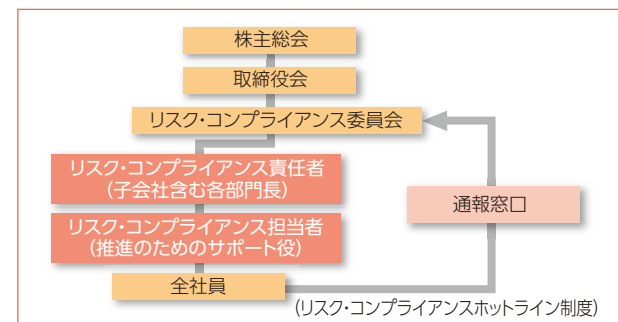 株主総会
取締役会
リスク・コンプライアンス委員会
リスク・コンプライアンス責任者
(子会社含む各部門長)
リスク・コンプライアンス担当者
(推進のためのサポート役)
全社員
通報窓口
(リスク・コンプライアンスホットライン制度)